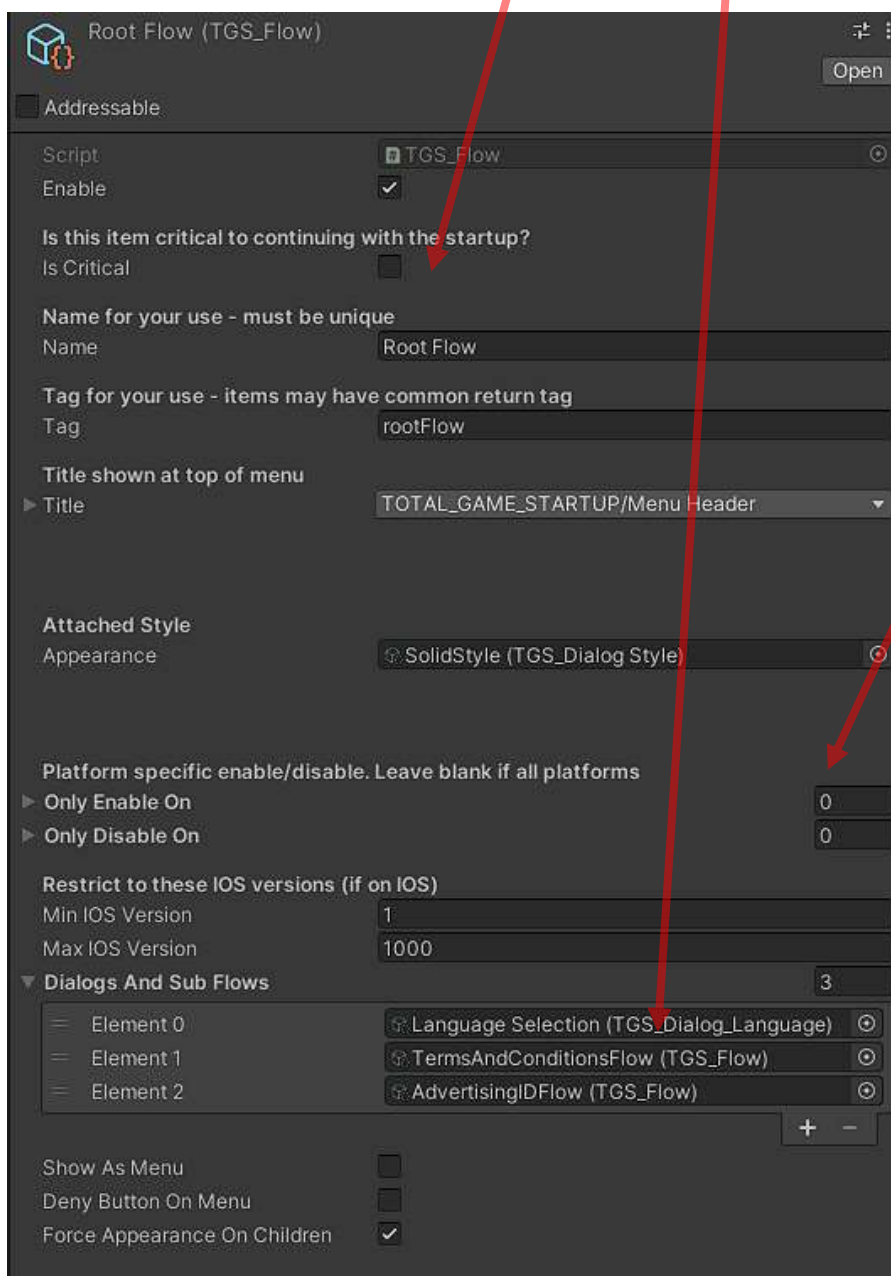 Root Flow (TGS_Flow)
Open
Addressable
Script TGS_Flow
Enable
Is this item critical to continuing with the startup?
Is Critical
Name for your use - must be unique
Name Root Flow
Tag for your use - items may have common return tag
Tag rootFlow
Title shown at top of menu
Title TOTAL_GAME_STARTUP/Menu Header
Attached Style
Appearance SolidStyle (TGS_Dialog Style)
Platform specific enable/disable. Leave blank if all platforms
Only Enable On 0
Only Disable On 0
Restrict to these IOS versions (if on IOS)
Min IOS Version 1
Max IOS Version 1000
Dialogs And Sub Flows 3
Element 0 Language Selection (TGS_Dialog_Language)
Element 1 TermsAndConditionsFlow (TGS_Flow)
Element 2 AdvertisingIDFlow (TGS_Flow)
Show As Menu
Deny Button On Menu
Force Appearance On Children